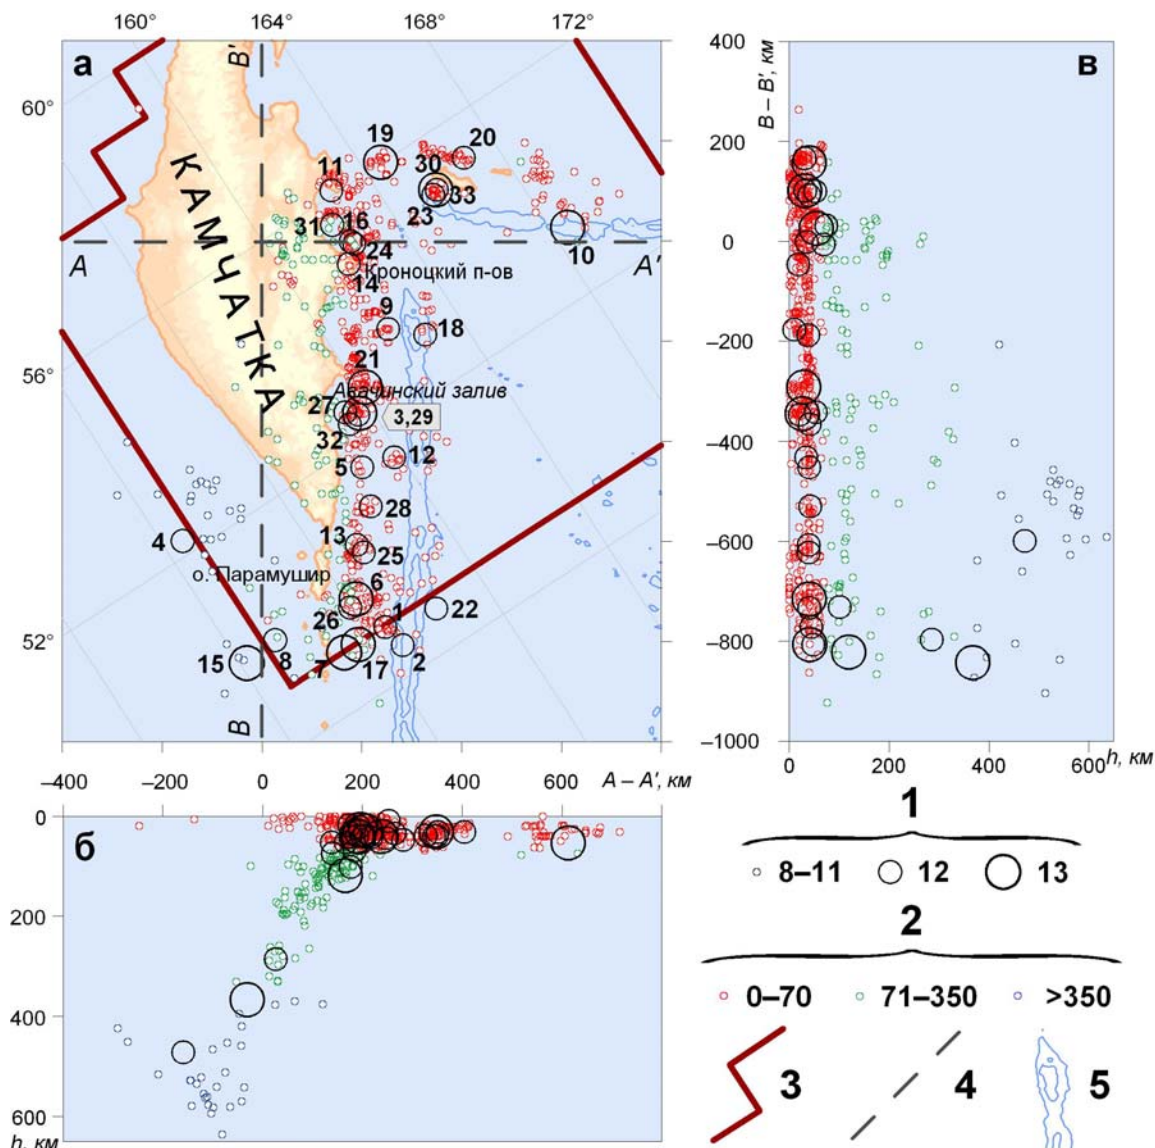 160° 164° 168° 172°
а
60°
56°
52°
B'
КАМЧАТКА
A
A'
B
19
20
11
30
33
23
31
16
24
10
Кроноцкий п-ов
14
9
18
21
Авачинский залив
27
3,29
32
5
12
28
4
13
25
о. Парамушир
6
26
1
22
15
8
7
17
2
в
B – B', км
400
200
0
–200
–400
–600
–800
–1000
0 200 400 600 h, км
–400 –200 0 200 400 600 A – A', км
б
0
200
400
600
h, км
1
8–11 12 13
2
0–70 71–350 >350
3 4 5